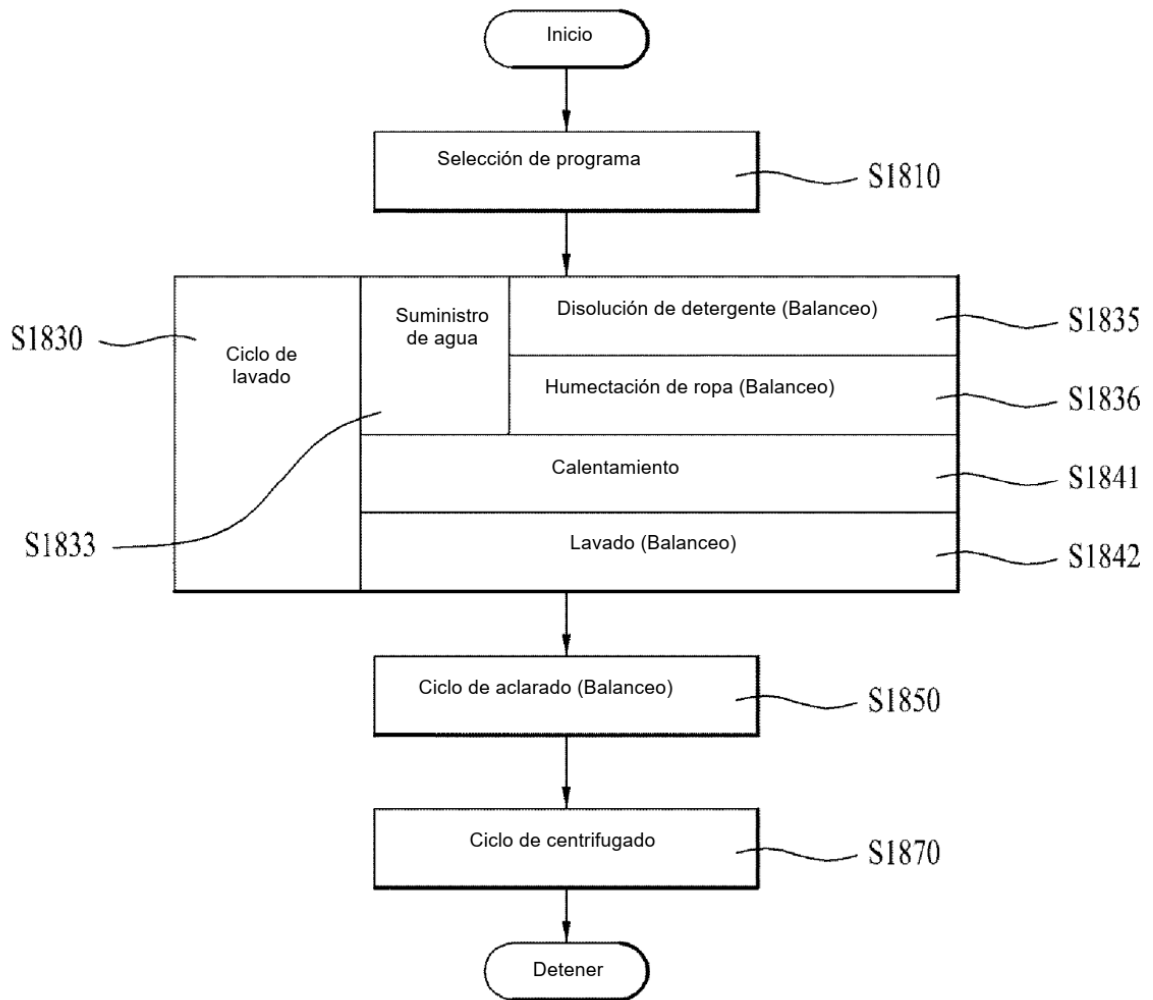 Inicio
Selección de programa
S1810
S1830
Ciclo de
lavado
Suministro
de agua
Disolución de detergente (Balanceo)
S1835
Humectación de ropa (Balanceo)
S1836
Calentamiento
S1841
S1833
Lavado (Balanceo)
S1842
Ciclo de aclarado (Balanceo)
S1850
Ciclo de centrifugado
S1870
Detener